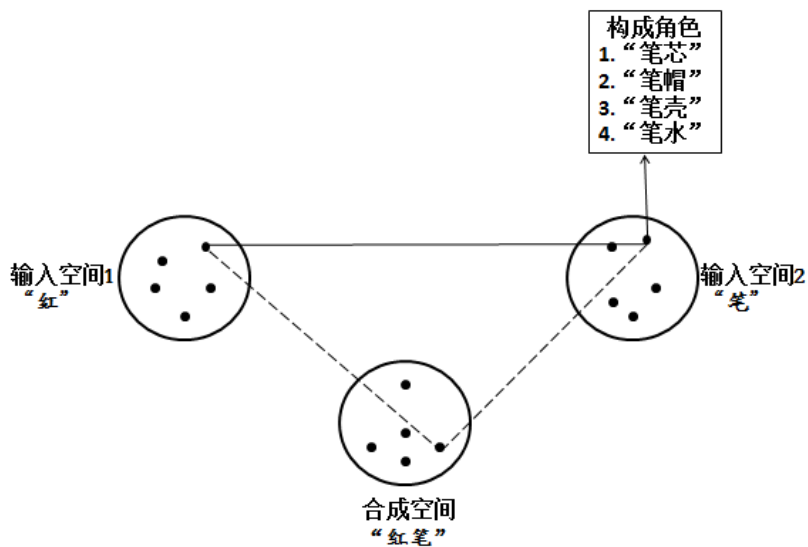 构成角色
1. “笔芯”
2. “笔帽”
3. “笔壳”
4. “笔水”
输入空间1
“红”
输入空间2
“笔”
合成空间
“红笔”